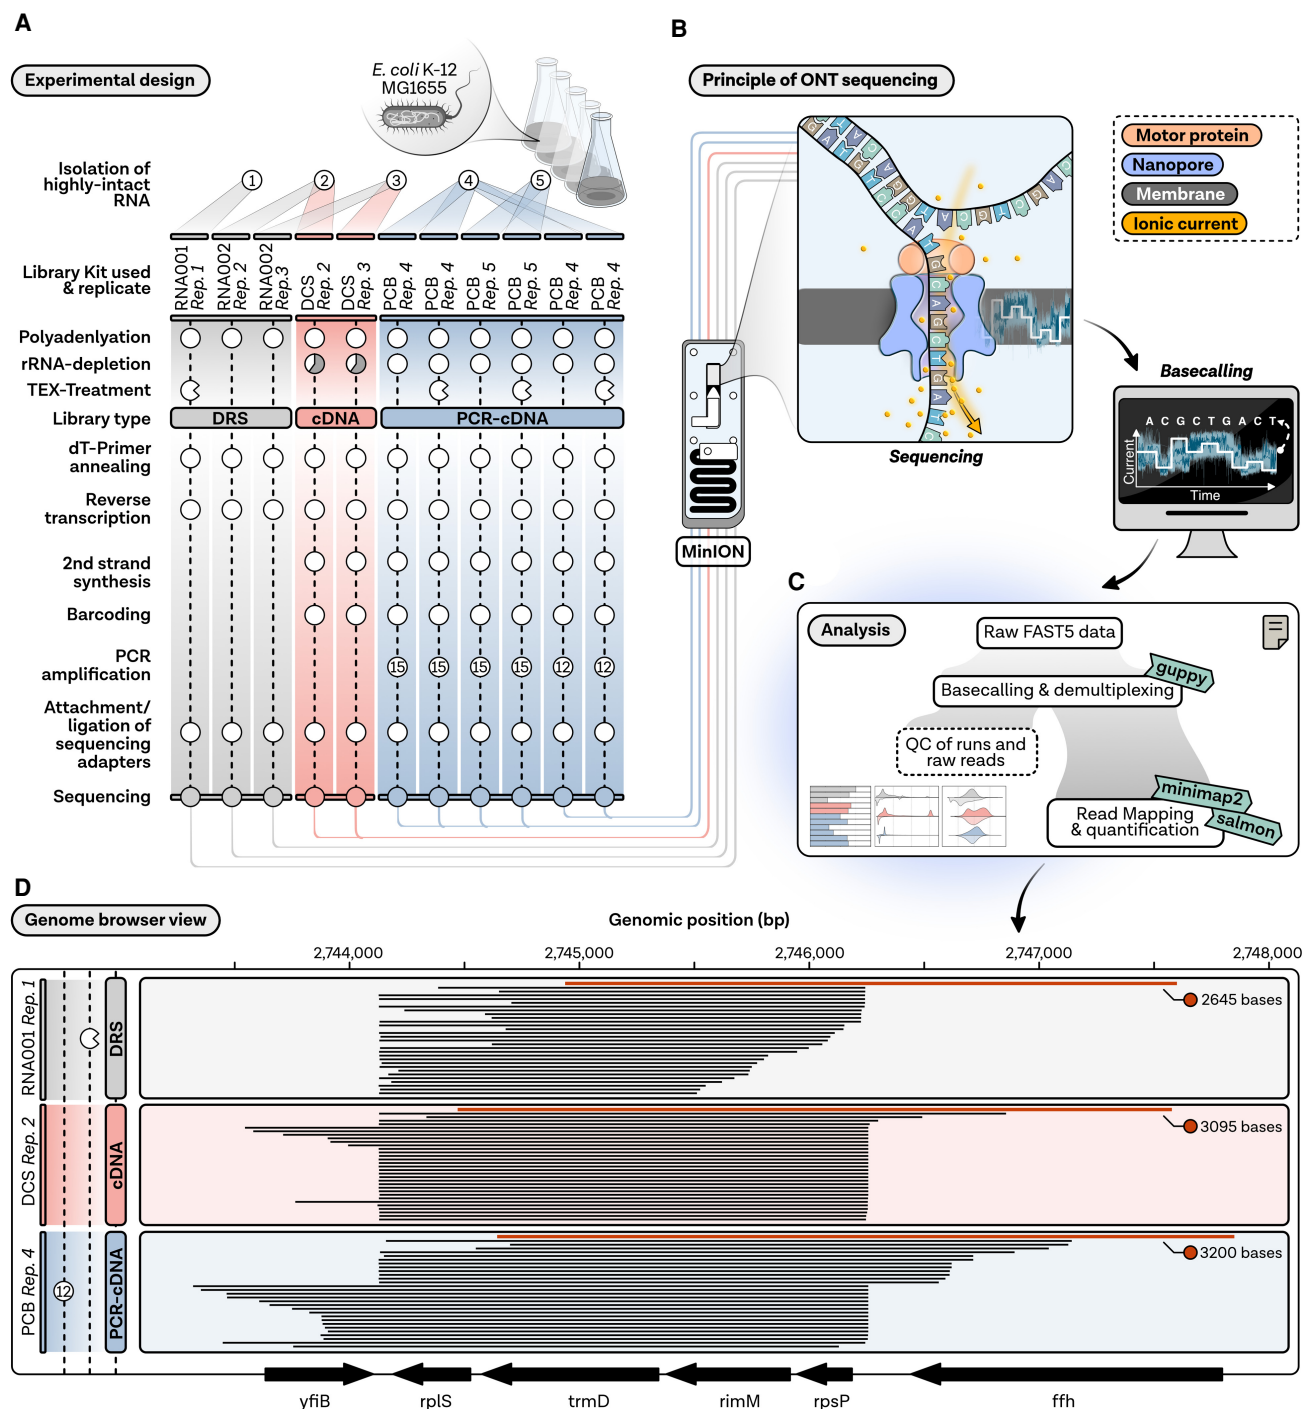 A
Experimental design
E. coli K-12
MG1655
Isolation of
highly-intact
RNA
1 2 3 4 5
Library Kit used
& replicate
RNA001
Rep. 1
RNA002
Rep. 2
RNA002
Rep.3
DCS
Rep. 2
DCS
Rep. 3
PCB
Rep. 4
PCB
Rep. 4
PCB
Rep. 5
PCB
Rep. 5
PCB
Rep. 4
PCB
Rep. 4
Polyadenlyation
rRNA-depletion
TEX-Treatment
Library type
DRS
cDNA
PCR-cDNA
dT-Primer
annealing
Reverse
transcription
2nd strand
synthesis
Barcoding
PCR
amplification
15 15 15 15 12 12
Attachment/
ligation of
sequencing
adapters
Sequencing
B
Principle of ONT sequencing
Motor protein
Nanopore
Membrane
Ionic current
Sequencing
MinION
Basecalling
A C G C T G A C T
Current
Time
C
Analysis
Raw FAST5 data
guppy
Basecalling & demultiplexing
QC of runs and
raw reads
minimap2
Read Mapping
& quantification
salmon
D
Genome browser view
Genomic position (bp)
2,744,000 2,745,000 2,746,000 2,747,000 2,748,000
RNA001 Rep. 1
DRS
2645 bases
DCS Rep. 2
cDNA
3095 bases
PCB Rep. 4
12
PCR-cDNA
3200 bases
yfiB rplS trmD rimM rpsP ffh